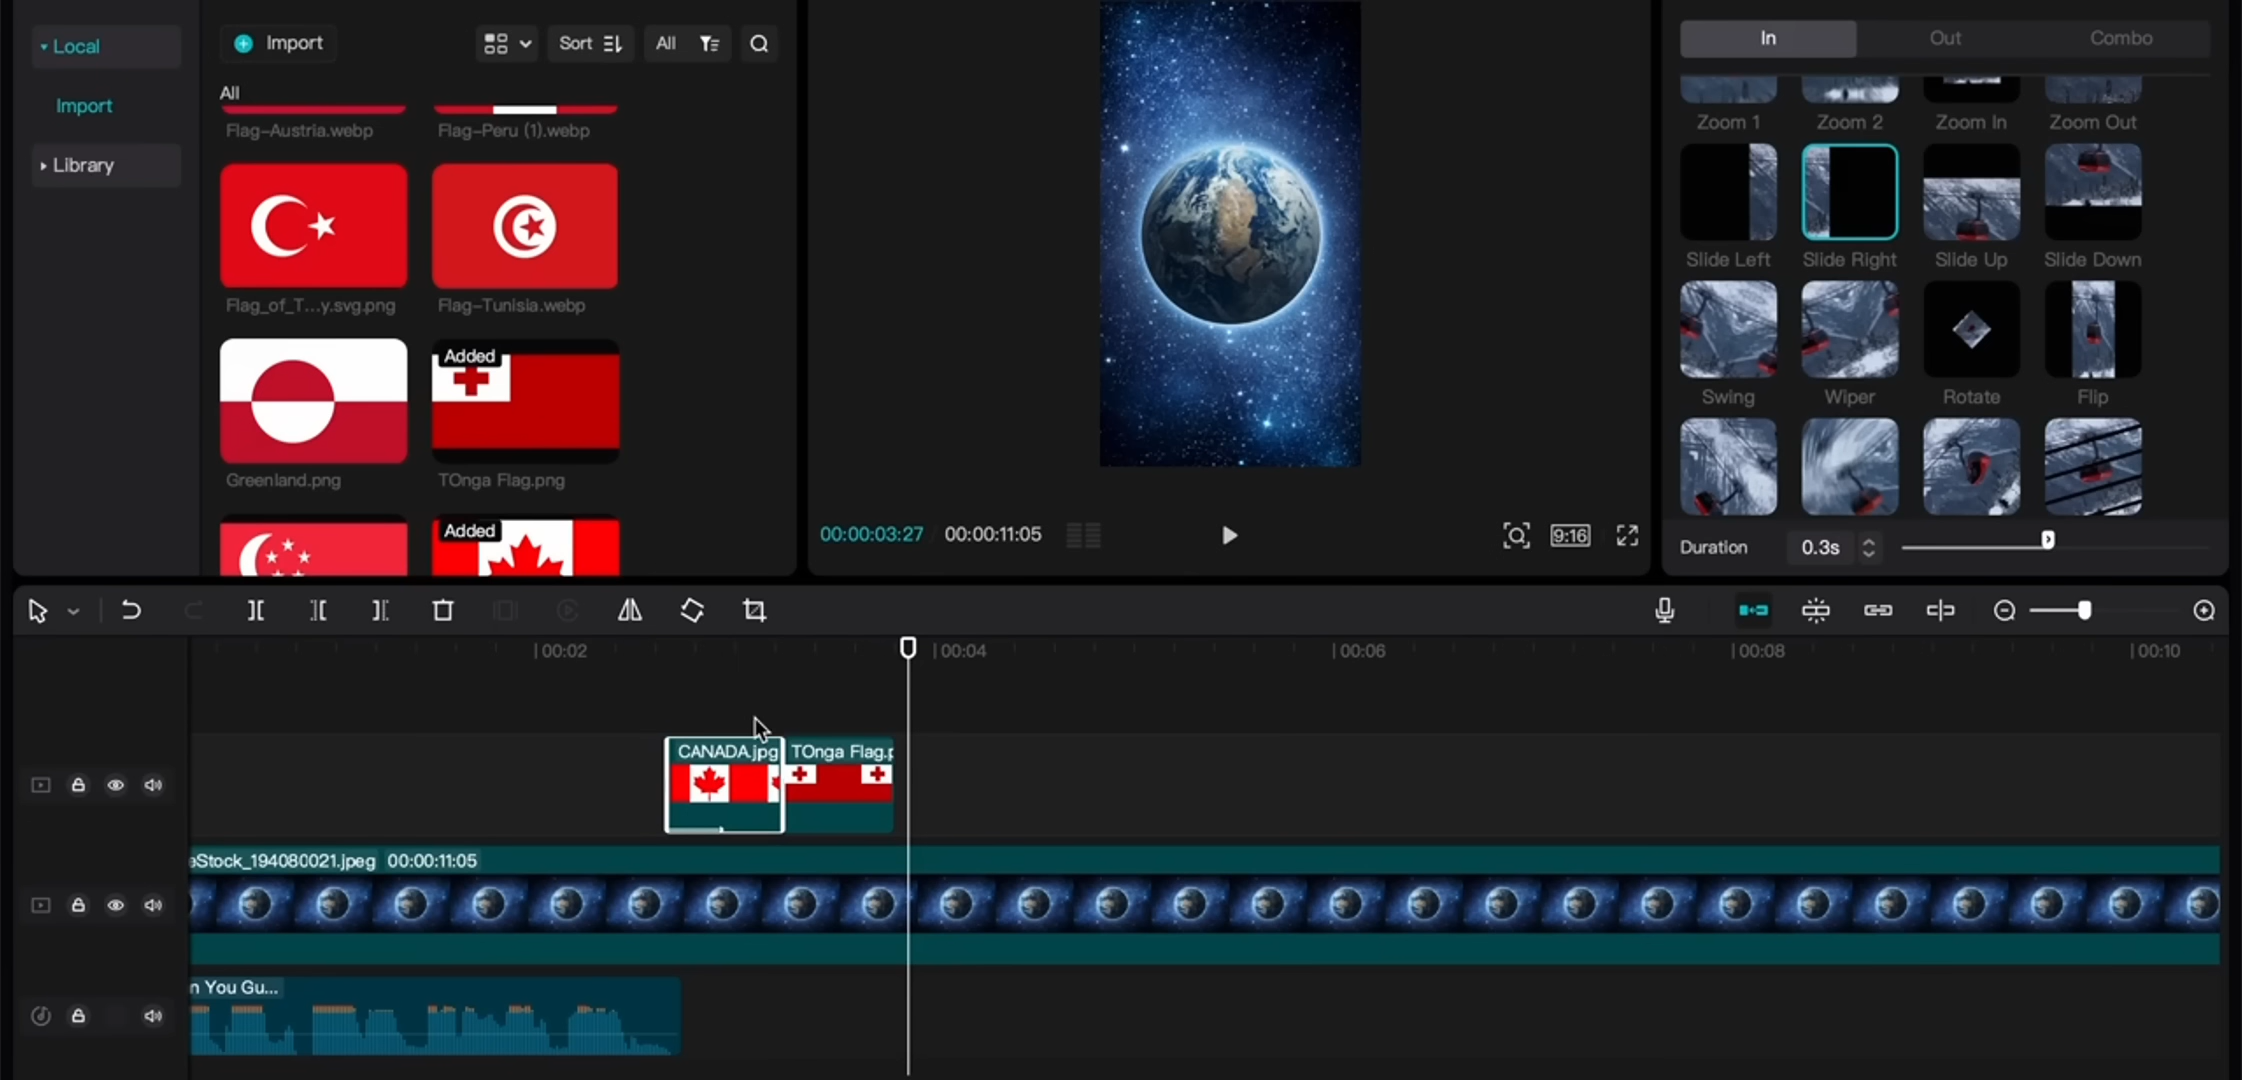 Local
Import
Library
Import
Sort
All
All
Flag-Austria.webp
Flag-Peru (1).webp
Flag_of_T...y.svg.png
Flag-Tunisia.webp
Added
Greenland.png
TOnga Flag.png
Added
00:00:03:27
00:00:11:05
9:16
In
Out
Combo
Zoom 1
Zoom 2
Zoom In
Zoom Out
Slide Left
Slide Right
Slide Up
Slide Down
Swing
Wiper
Rotate
Flip
Duration
0.3s
00:02
00:04
00:06
00:08
00:10
CANADA.jpg
TOnga Flag.p
eStock_194080021.jpeg 00:00:11:05
n You Gu...